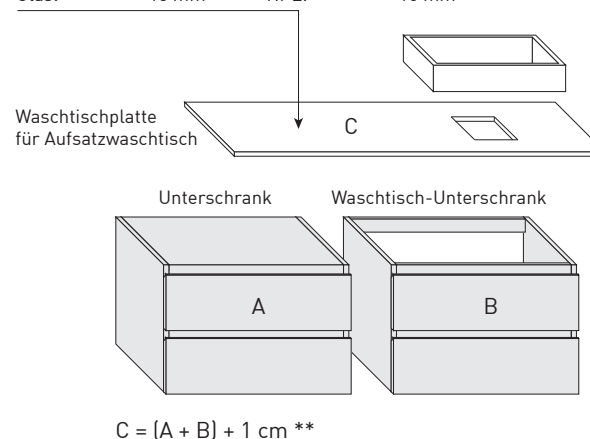 Waschtischplatte
für Aufsatzwaschtisch
C
Unterschrank Waschtisch-Unterschrank
A B
C = (A + B) + 1 cm **